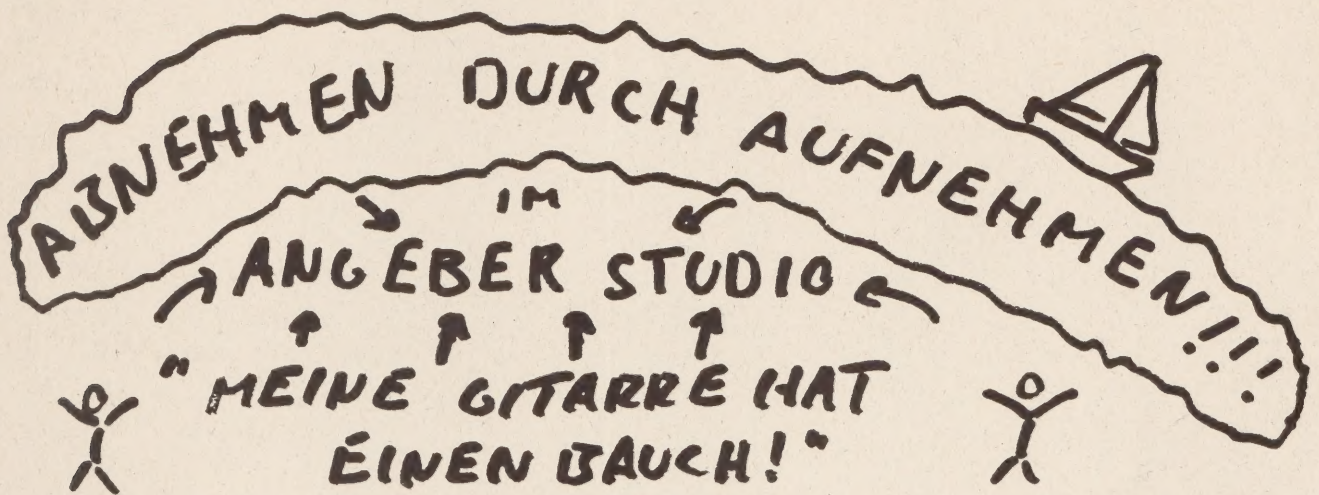 ABNEHMEN DURCH AUFNEHMEN!!!
IM
ANGEBER STUDIO
"MEINE GITARRE HAT
EINEN BAUCH!"